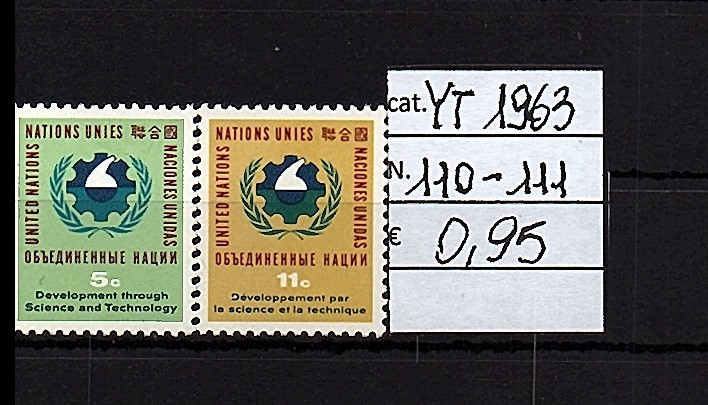 NATIONS UNIES 聯合國
UNITED NATIONS
NACIONES UNIDAS
ОБЪЕДИНЕННЫЕ НАЦИИ
5c
Development through
Science and Technology
NATIONS UNIES 聯合國
UNITED NATIONS
NACIONES UNIDAS
ОБЪЕДИНЕННЫЕ НАЦИИ
11c
Développement par
la science et la technique
cat. YT 1963
N. 110-111
€ 0,95